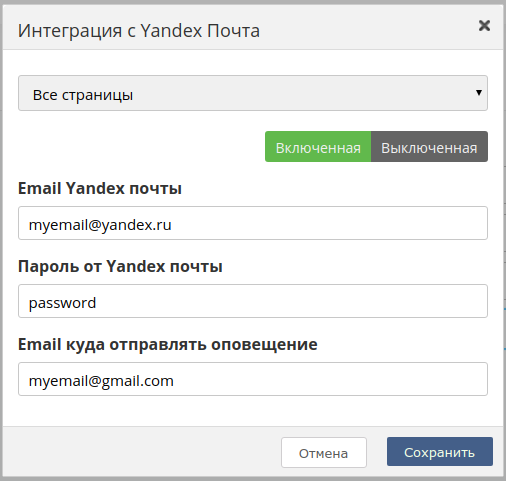 Интеграция с Yandex Почта
Все страницы
Включенная Выключенная
Email Yandex почты
myemail@yandex.ru
Пароль от Yandex почты
password
Email куда отправлять оповещение
myemail@gmail.com
Отмена Сохранить